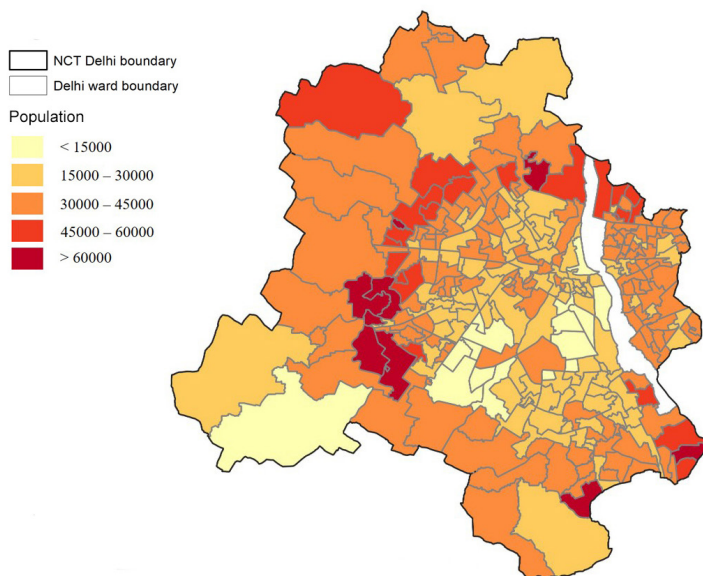 NCT Delhi boundary
Delhi ward boundary
Population
< 15000
15000 – 30000
30000 – 45000
45000 – 60000
> 60000